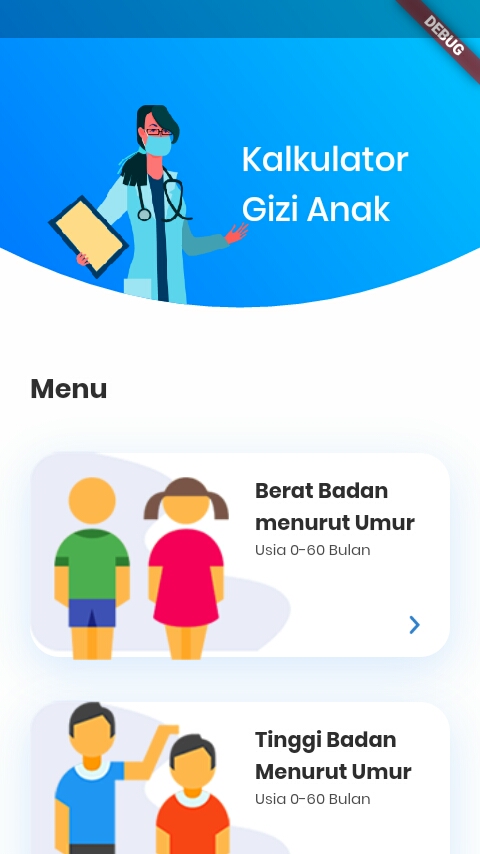 DEBUG
Kalkulator
Gizi Anak
Menu
Berat Badan
menurut Umur
Usia 0-60 Bulan
Tinggi Badan
Menurut Umur
Usia 0-60 Bulan